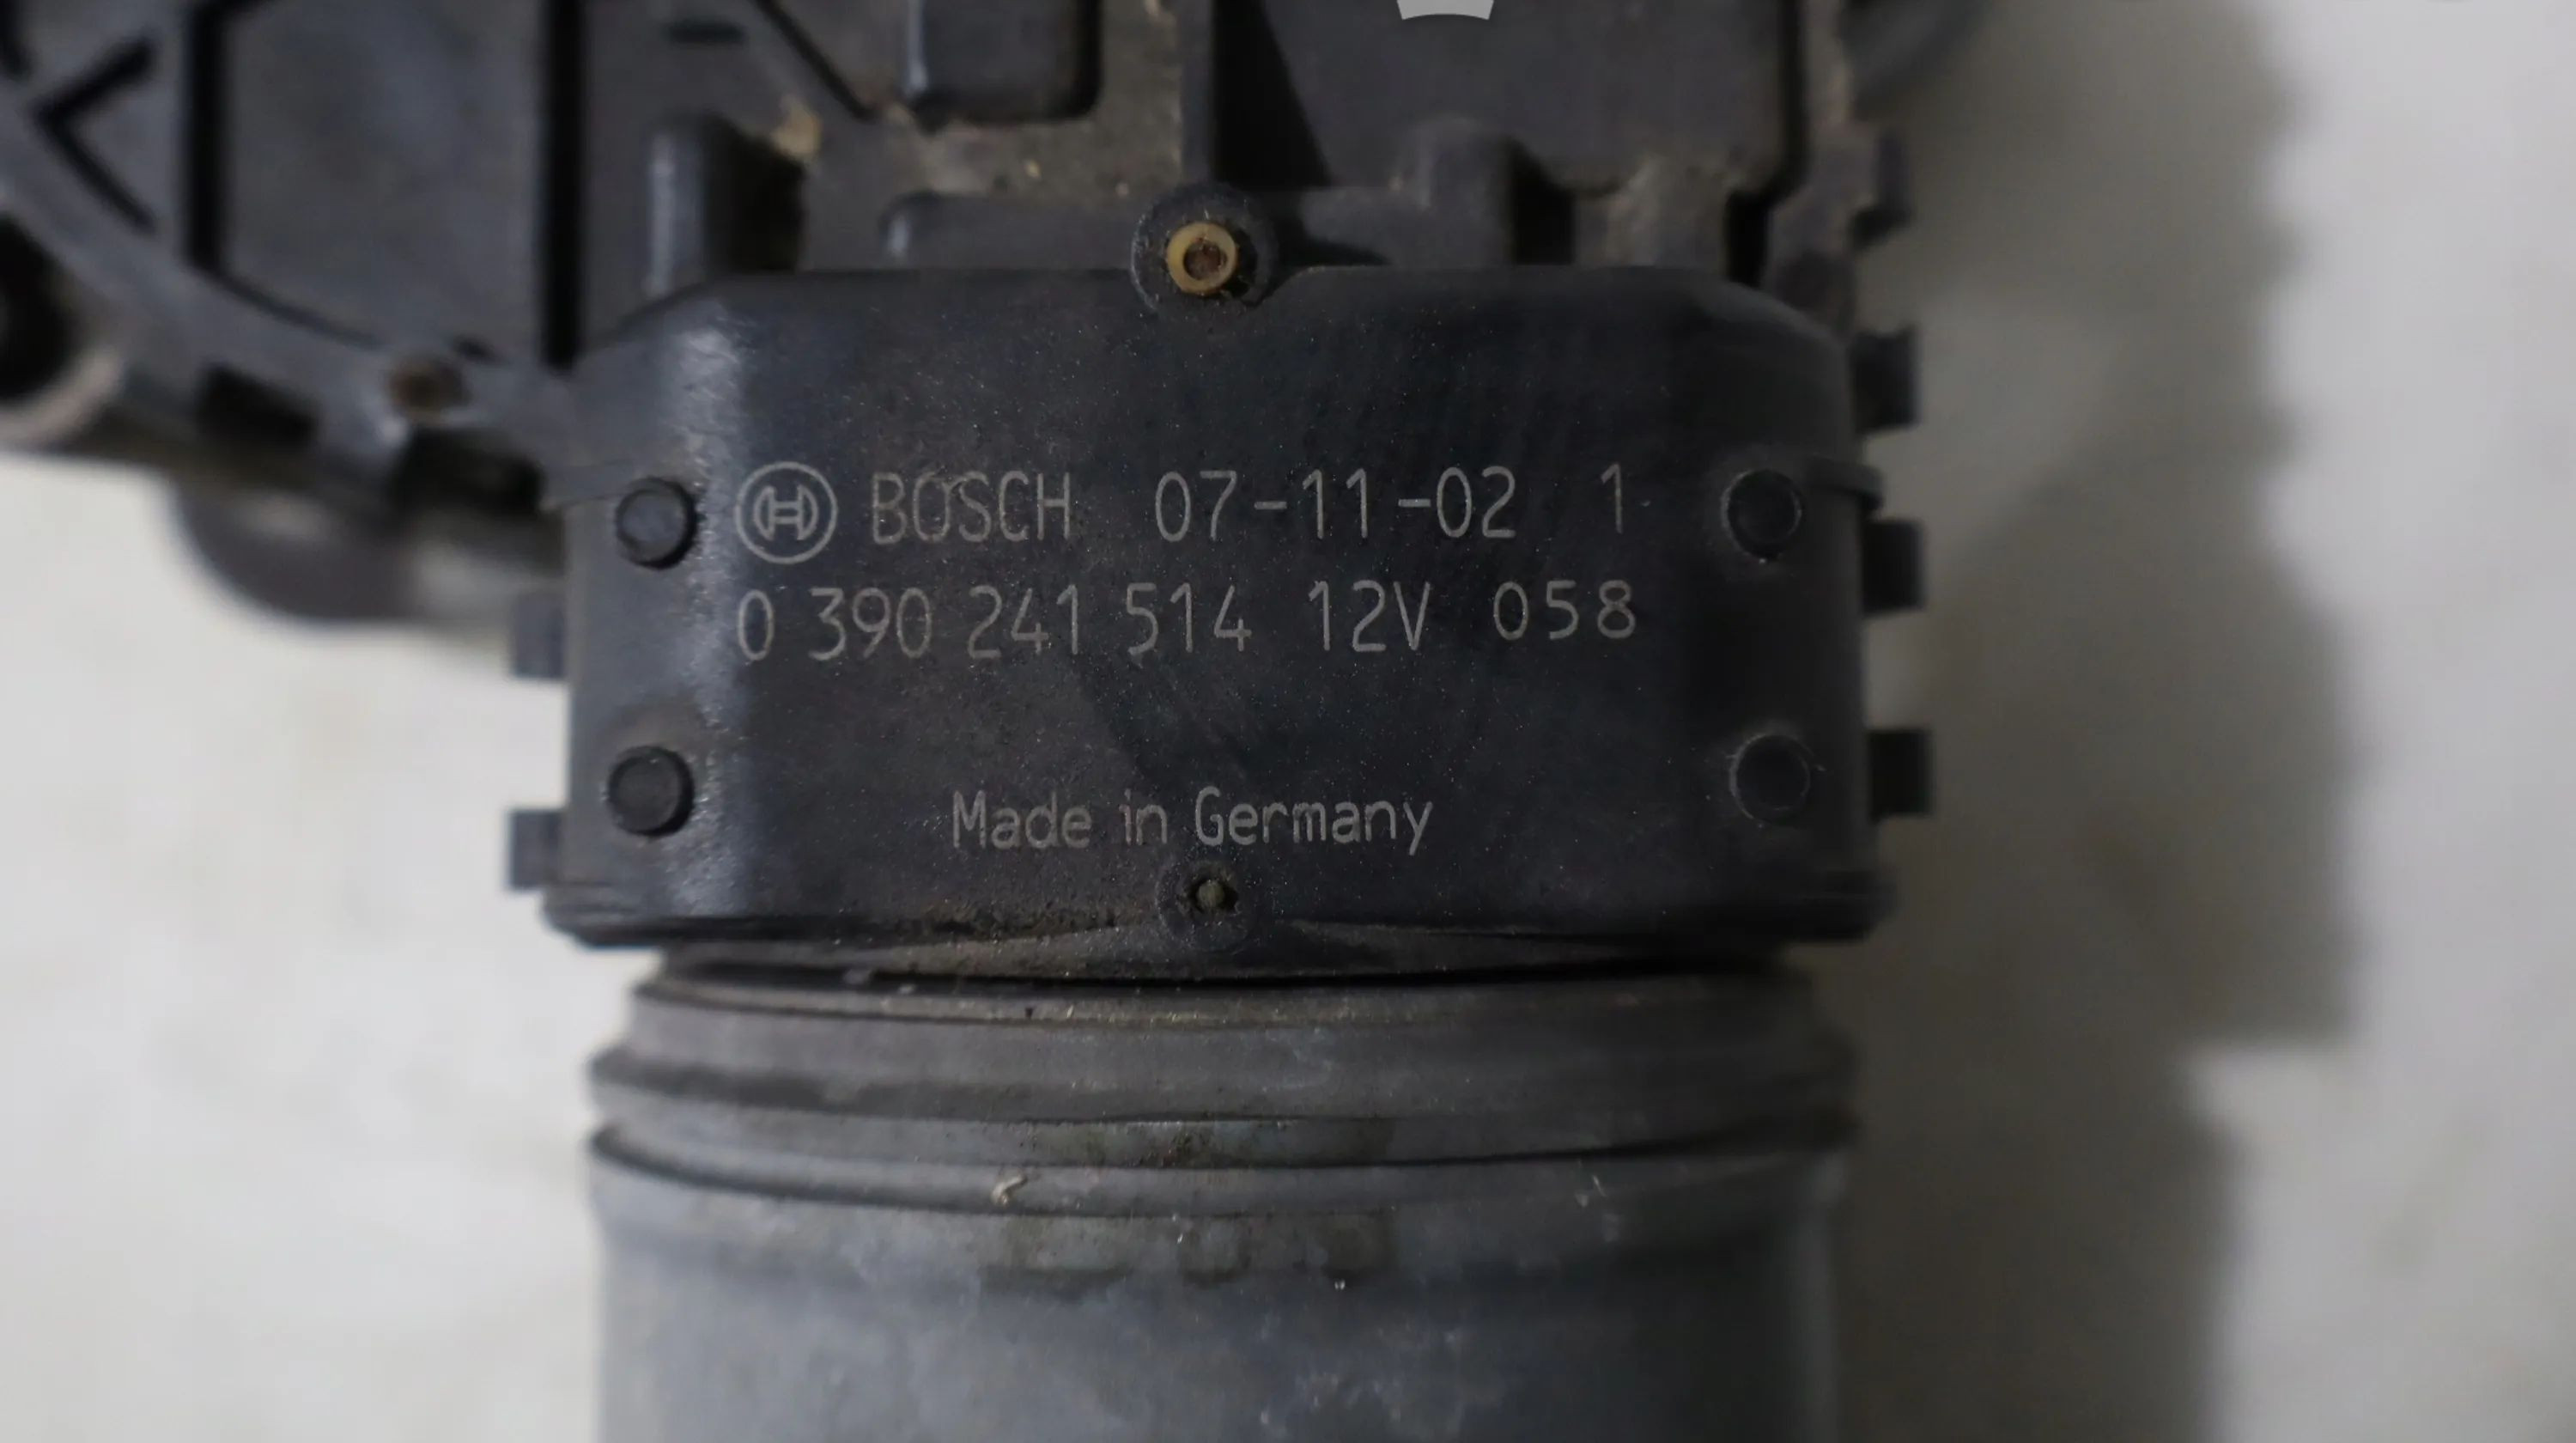 BOSCH 07-11-02 1
0 390 241 514 12V 058
Made in Germany